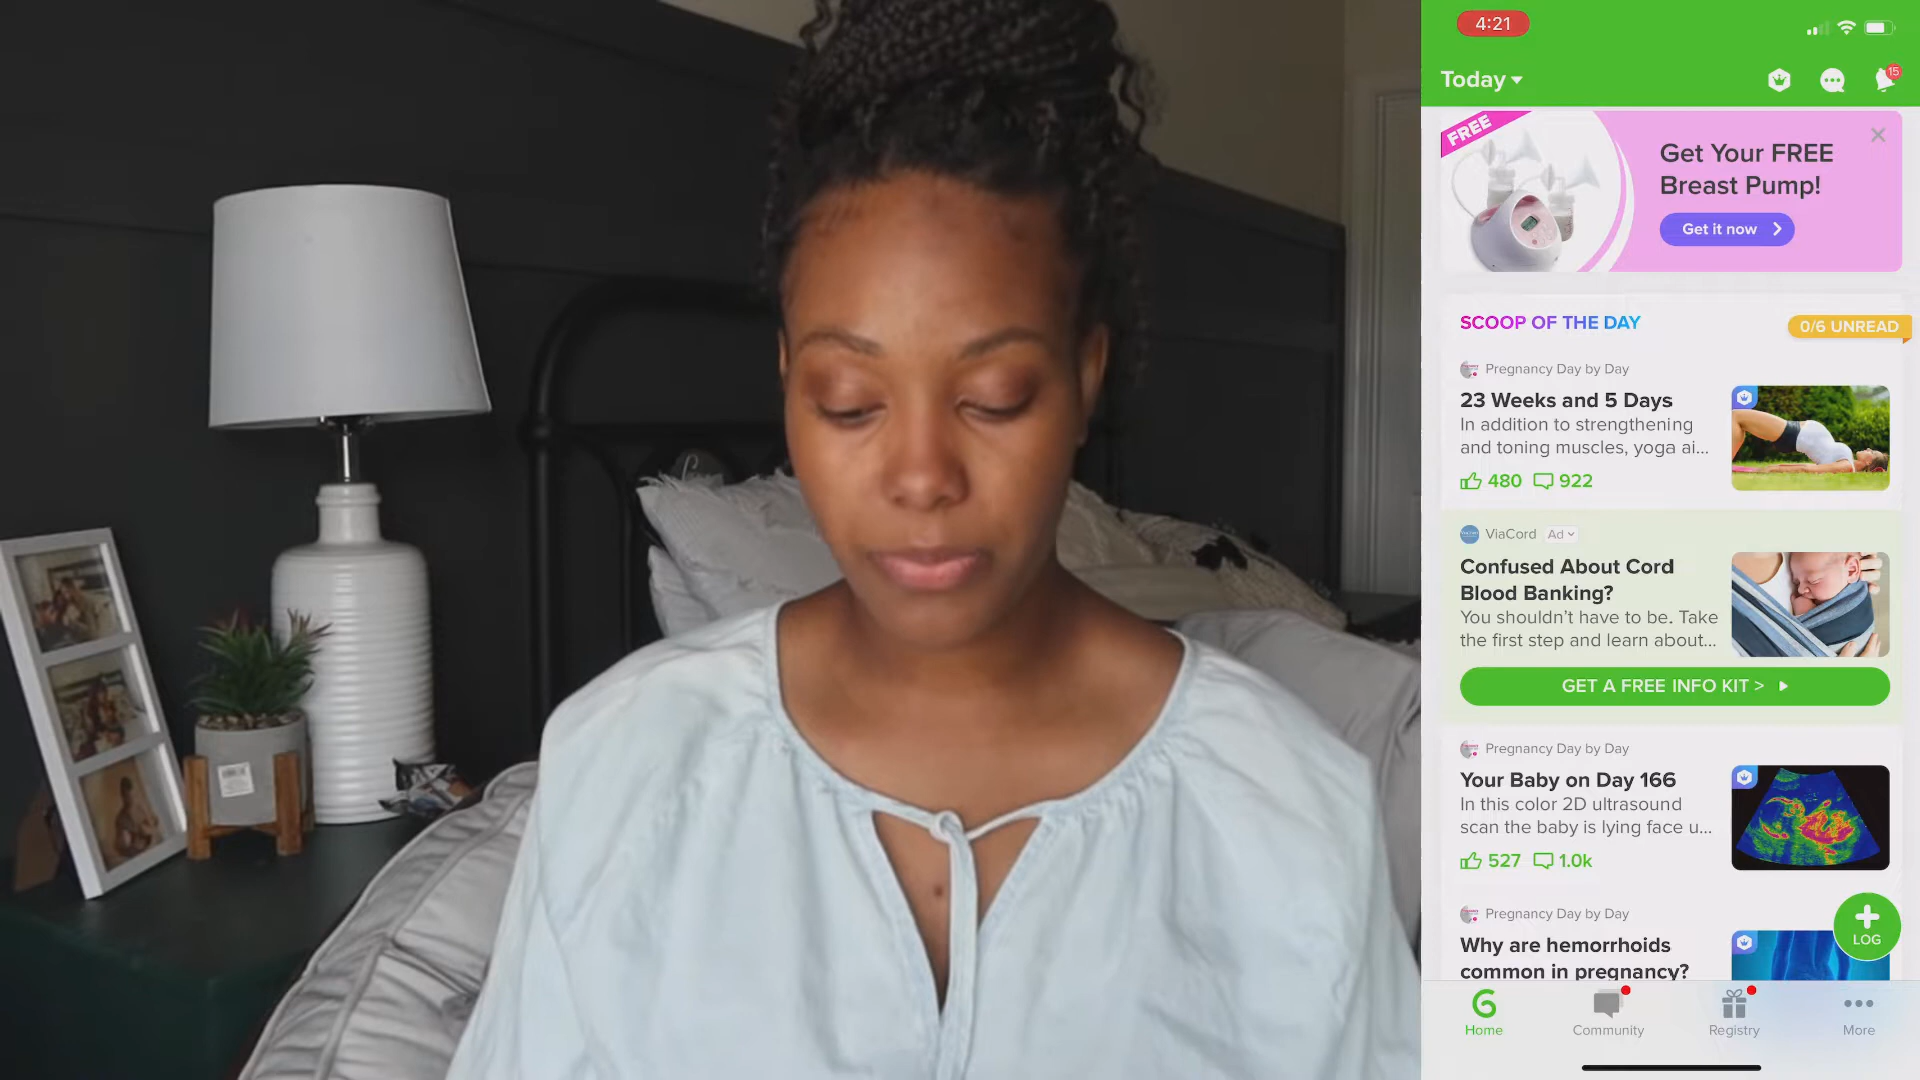 4:21
Today
15
FREE
Get Your FREE
Breast Pump!
Get it now
SCOOP OF THE DAY
0/6 UNREAD
Pregnancy Day by Day
23 Weeks and 5 Days
In addition to strengthening
and toning muscles, yoga ai...
480 922
ViaCord Ad
Confused About Cord
Blood Banking?
You shouldn't have to be. Take
the first step and learn about...
GET A FREE INFO KIT >
Pregnancy Day by Day
Your Baby on Day 166
In this color 2D ultrasound
scan the baby is lying face u...
527 1.0k
Pregnancy Day by Day
Why are hemorrhoids
common in pregnancy?
LOG
Home
Community
Registry
More